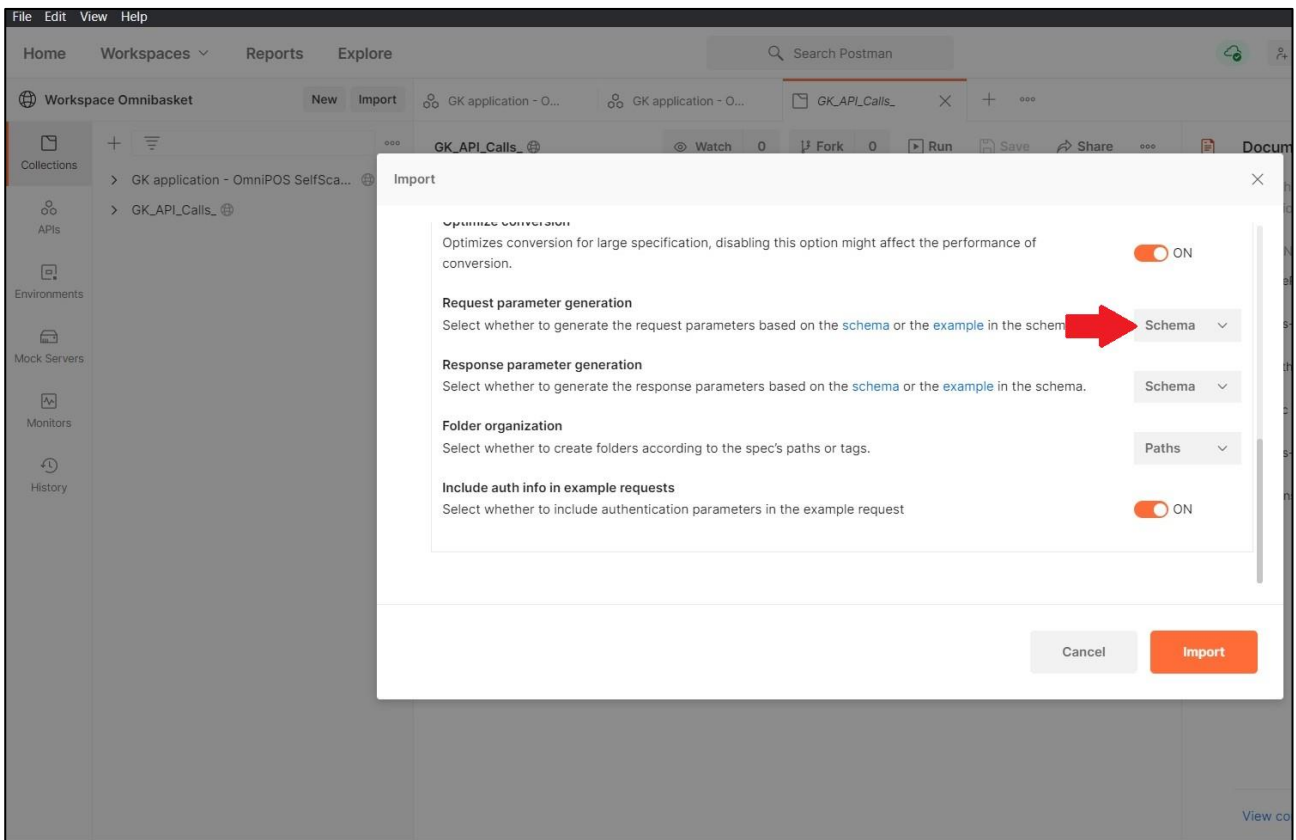 File Edit View Help
Home Workspaces Reports Explore Search Postman
Workspace Omnibasket New Import GK application - O... GK application - O... GK_API_Calls_
GK_API_Calls_ Watch 0 Fork 0 Run Save Share Docum
Collections
GK application - OmniPOS SelfSca...
GK_API_Calls_
APIs
Environments
Mock Servers
Monitors
History
Import
Optimize conversion
Optimizes conversion for large specification, disabling this option might affect the performance of
conversion.
ON
Request parameter generation
Select whether to generate the request parameters based on the schema or the example in the schem
Schema
Response parameter generation
Select whether to generate the response parameters based on the schema or the example in the schema.
Schema
Folder organization
Select whether to create folders according to the spec's paths or tags.
Paths
Include auth info in example requests
Select whether to include authentication parameters in the example request
ON
Cancel Import
View co